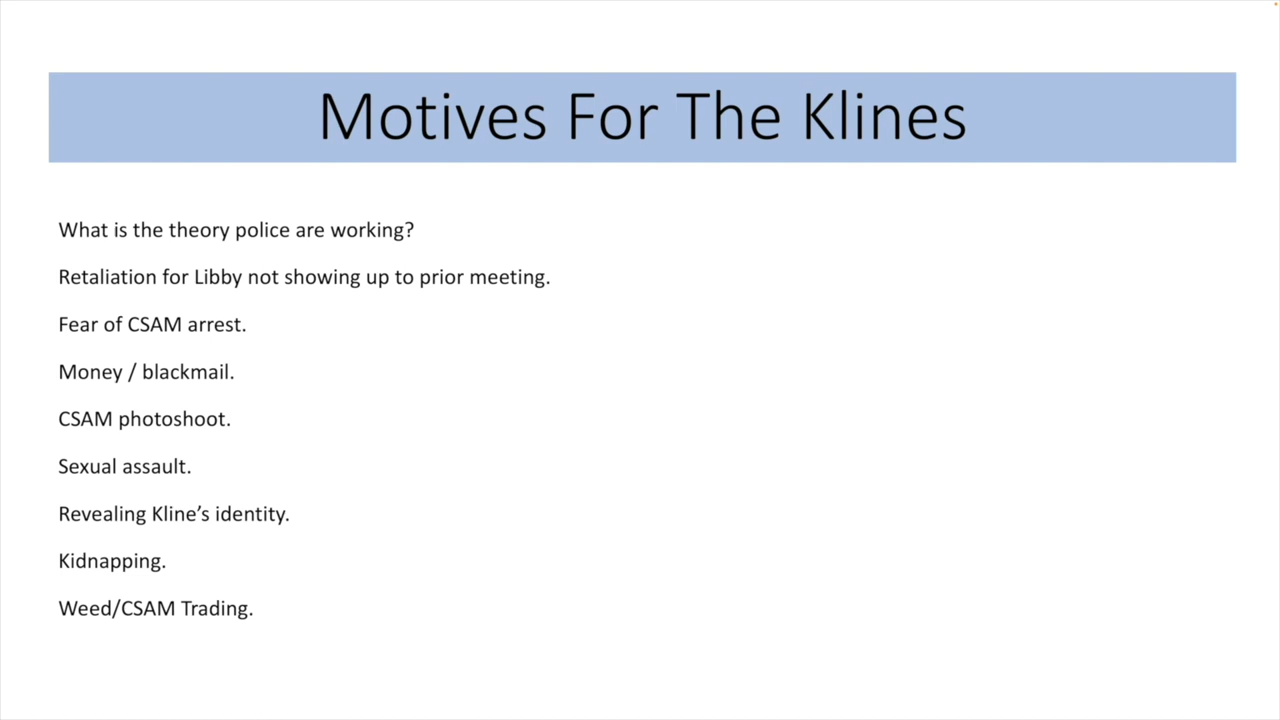 Motives For The Klines
What is the theory police are working?
Retaliation for Libby not showing up to prior meeting.
Fear of CSAM arrest.
Money / blackmail.
CSAM photoshoot.
Sexual assault.
Revealing Kline’s identity.
Kidnapping.
Weed/CSAM Trading.